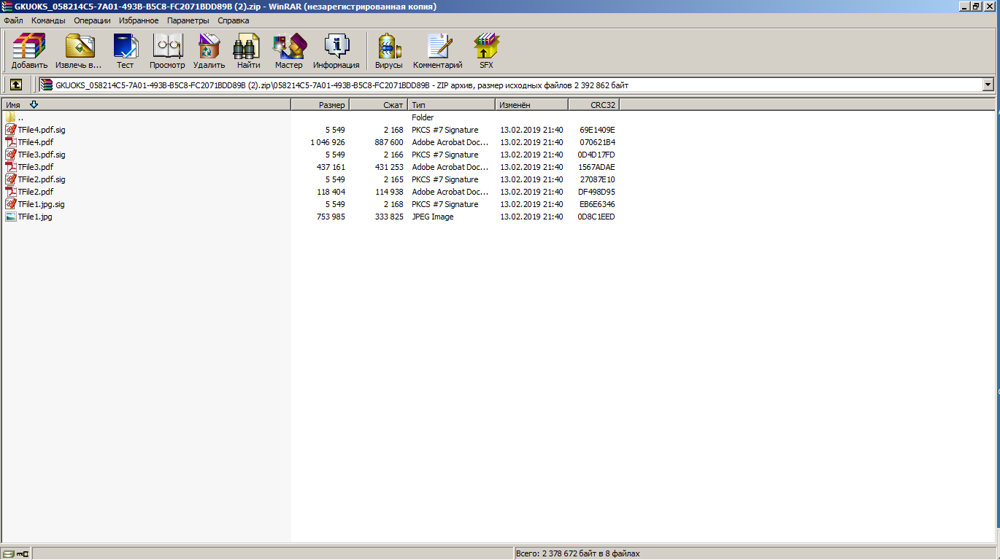 GKUOKS_058214C5-7A01-493B-B5C8-FC2071BDD89B (2).zip - WinRAR (незарегистрированная копия)
Файл Команды Операции Избранное Параметры Справка
Добавить Извлечь в... Тест Просмотр Удалить Найти Мастер Информация Вирусы Комментарий SFX
GKUOKS_058214C5-7A01-493B-B5C8-FC2071BDD89B (2).zip\058214C5-7A01-493B-B5C8-FC2071BDD89B - ZIP архив, размер исходных файлов 2 392 862 байт
Имя Размер Сжат Тип Изменён CRC32
.. Folder
TFile4.pdf.sig 5 549 2 168 PKCS #7 Signature 13.02.2019 21:40 69E1409E
TFile4.pdf 1 046 926 887 600 Adobe Acrobat Doc... 13.02.2019 21:40 070621B4
TFile3.pdf.sig 5 549 2 166 PKCS #7 Signature 13.02.2019 21:40 0D4D17FD
TFile3.pdf 437 161 431 253 Adobe Acrobat Doc... 13.02.2019 21:40 1567ADAE
TFile2.pdf.sig 5 549 2 165 PKCS #7 Signature 13.02.2019 21:40 27087E10
TFile2.pdf 118 404 114 938 Adobe Acrobat Doc... 13.02.2019 21:40 DF498D95
TFile1.jpg.sig 5 549 2 168 PKCS #7 Signature 13.02.2019 21:40 EB6E6346
TFile1.jpg 753 985 333 825 JPEG Image 13.02.2019 21:40 0D8C1EED
Всего: 2 378 672 байт в 8 файлах